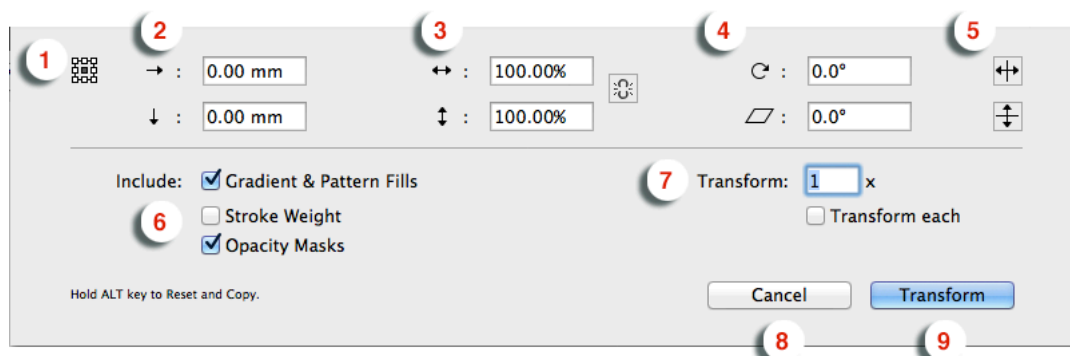 1 2 3 4 5
→ : 0.00 mm ↔ : 100.00% : 0.0°
↓ : 0.00 mm ↕ : 100.00% : 0.0°
Include: Gradient & Pattern Fills 7 Transform: 1 x
6 Stroke Weight Transform each
Opacity Masks
Hold ALT key to Reset and Copy. Cancel Transform
8 9